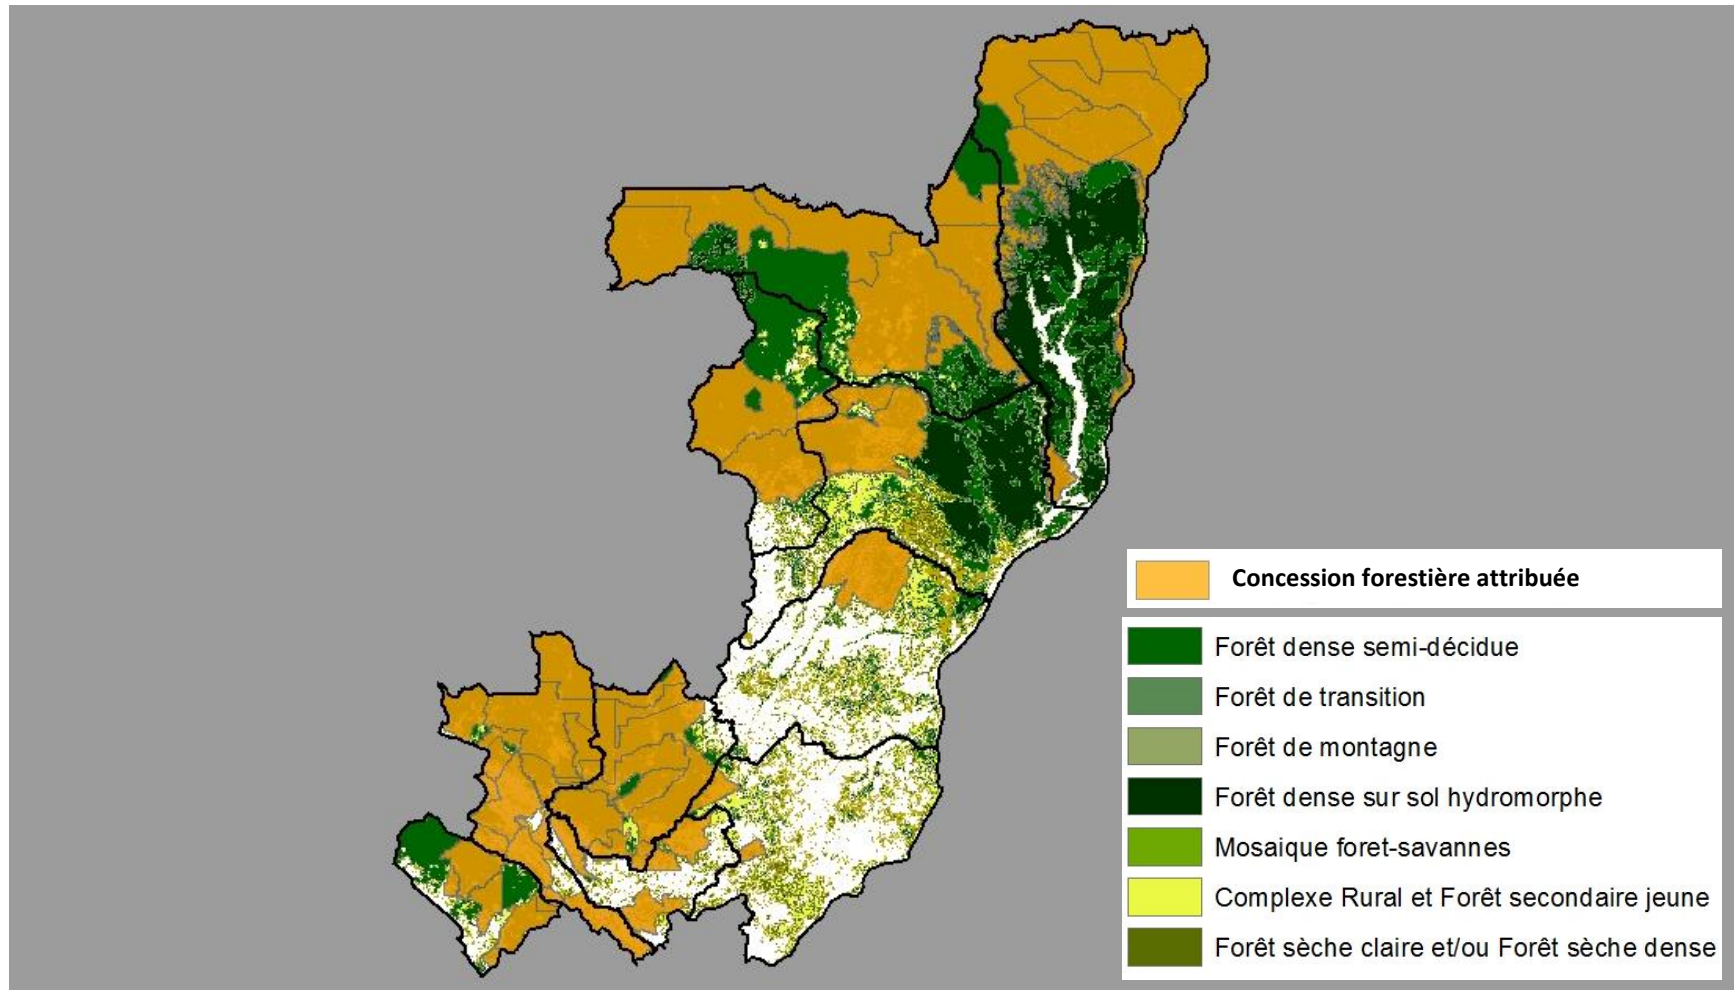 Concession forestière attribuée
Forêt dense semi-décidue
Forêt de transition
Forêt de montagne
Forêt dense sur sol hydromorphe
Mosaique foret-savannes
Complexe Rural et Forêt secondaire jeune
Forêt sèche claire et/ou Forêt sèche dense